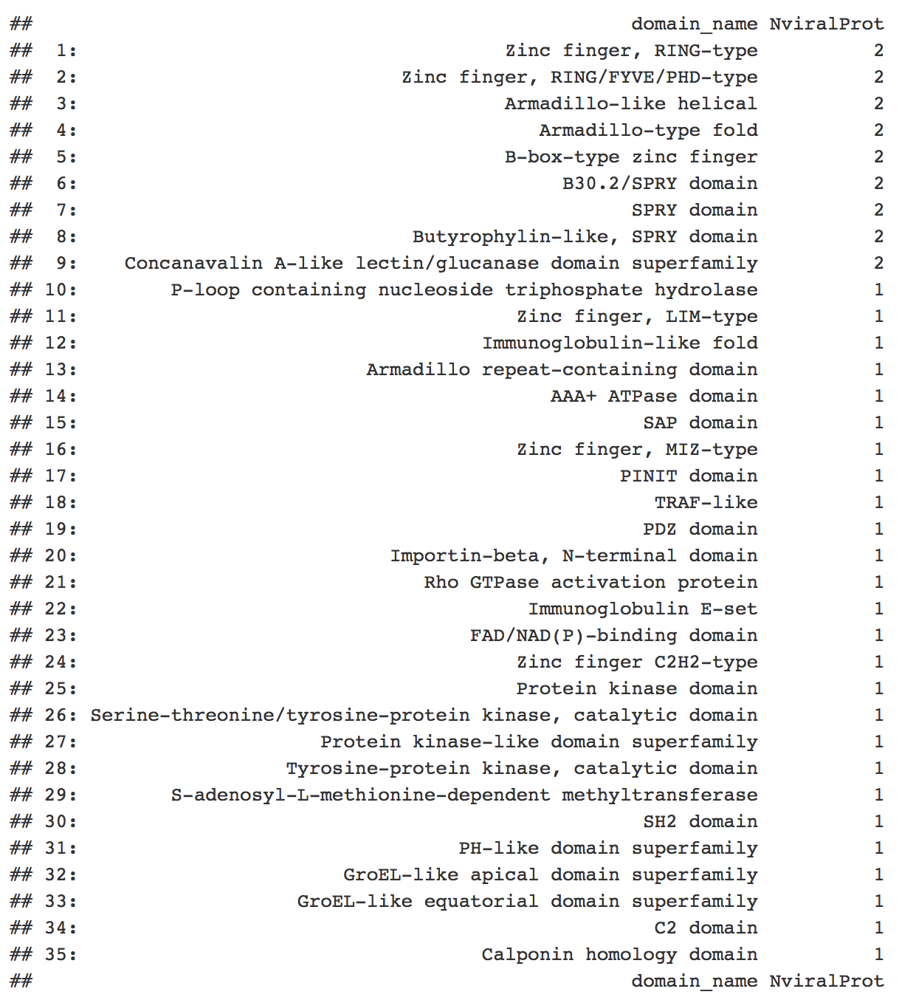 ## domain_name NviralProt
## 1: Zinc finger, RING-type 2
## 2: Zinc finger, RING/FYVE/PHD-type 2
## 3: Armadillo-like helical 2
## 4: Armadillo-type fold 2
## 5: B-box-type zinc finger 2
## 6: B30.2/SPRY domain 2
## 7: SPRY domain 2
## 8: Butyrophylin-like, SPRY domain 2
## 9: Concanavalin A-like lectin/glucanase domain superfamily 2
## 10: P-loop containing nucleoside triphosphate hydrolase 1
## 11: Zinc finger, LIM-type 1
## 12: Immunoglobulin-like fold 1
## 13: Armadillo repeat-containing domain 1
## 14: AAA+ ATPase domain 1
## 15: SAP domain 1
## 16: Zinc finger, MIZ-type 1
## 17: PINIT domain 1
## 18: TRAF-like 1
## 19: PDZ domain 1
## 20: Importin-beta, N-terminal domain 1
## 21: Rho GTPase activation protein 1
## 22: Immunoglobulin E-set 1
## 23: FAD/NAD(P)-binding domain 1
## 24: Zinc finger C2H2-type 1
## 25: Protein kinase domain 1
## 26: Serine-threonine/tyrosine-protein kinase, catalytic domain 1
## 27: Protein kinase-like domain superfamily 1
## 28: Tyrosine-protein kinase, catalytic domain 1
## 29: S-adenosyl-L-methionine-dependent methyltransferase 1
## 30: SH2 domain 1
## 31: PH-like domain superfamily 1
## 32: GroEL-like apical domain superfamily 1
## 33: GroEL-like equatorial domain superfamily 1
## 34: C2 domain 1
## 35: Calponin homology domain 1
## domain_name NviralProt